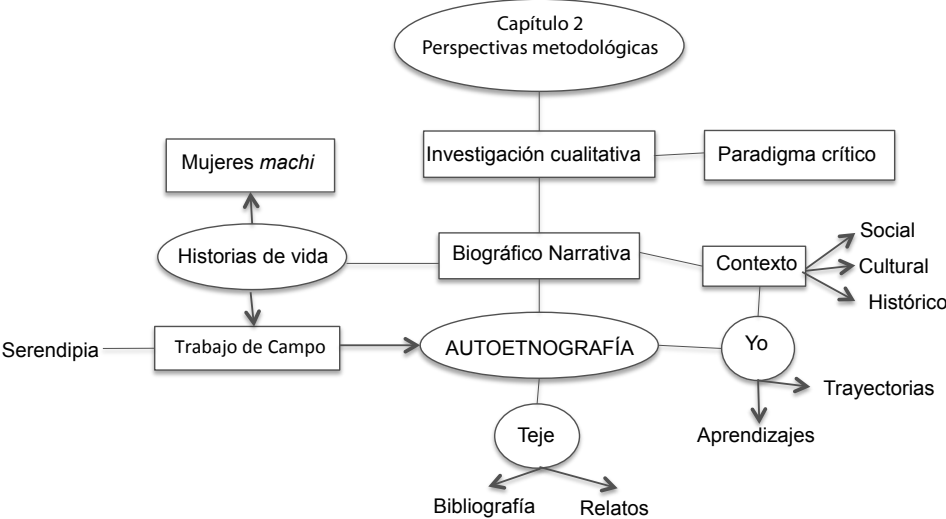 Capítulo 2
Perspectivas metodológicas
Investigación cualitativa
Paradigma crítico
Mujeres machi
Historias de vida
Biográfico Narrativa
Contexto
Social
Cultural
Histórico
Serendipia
Trabajo de Campo
AUTOETNOGRAFÍA
Yo
Trayectorias
Aprendizajes
Teje
Bibliografía
Relatos